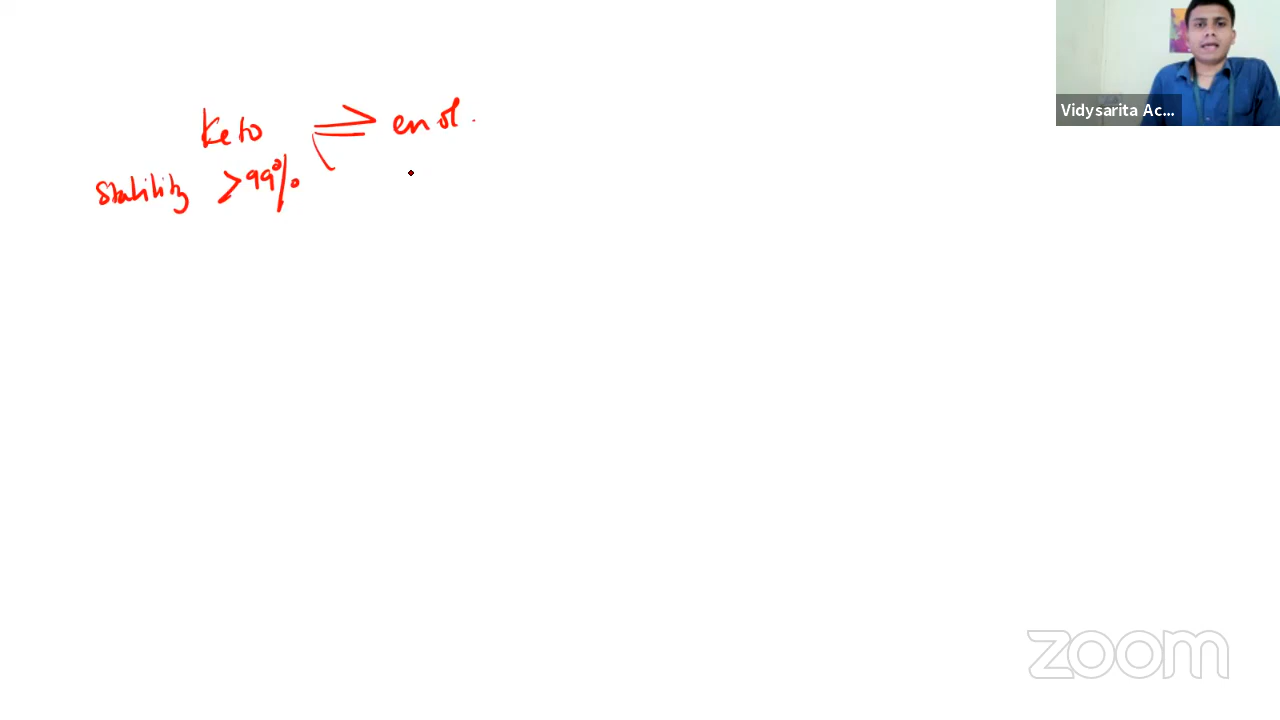 Keto ⇌ enol.
Stability >99%
Vidysarita Ac...
zoom